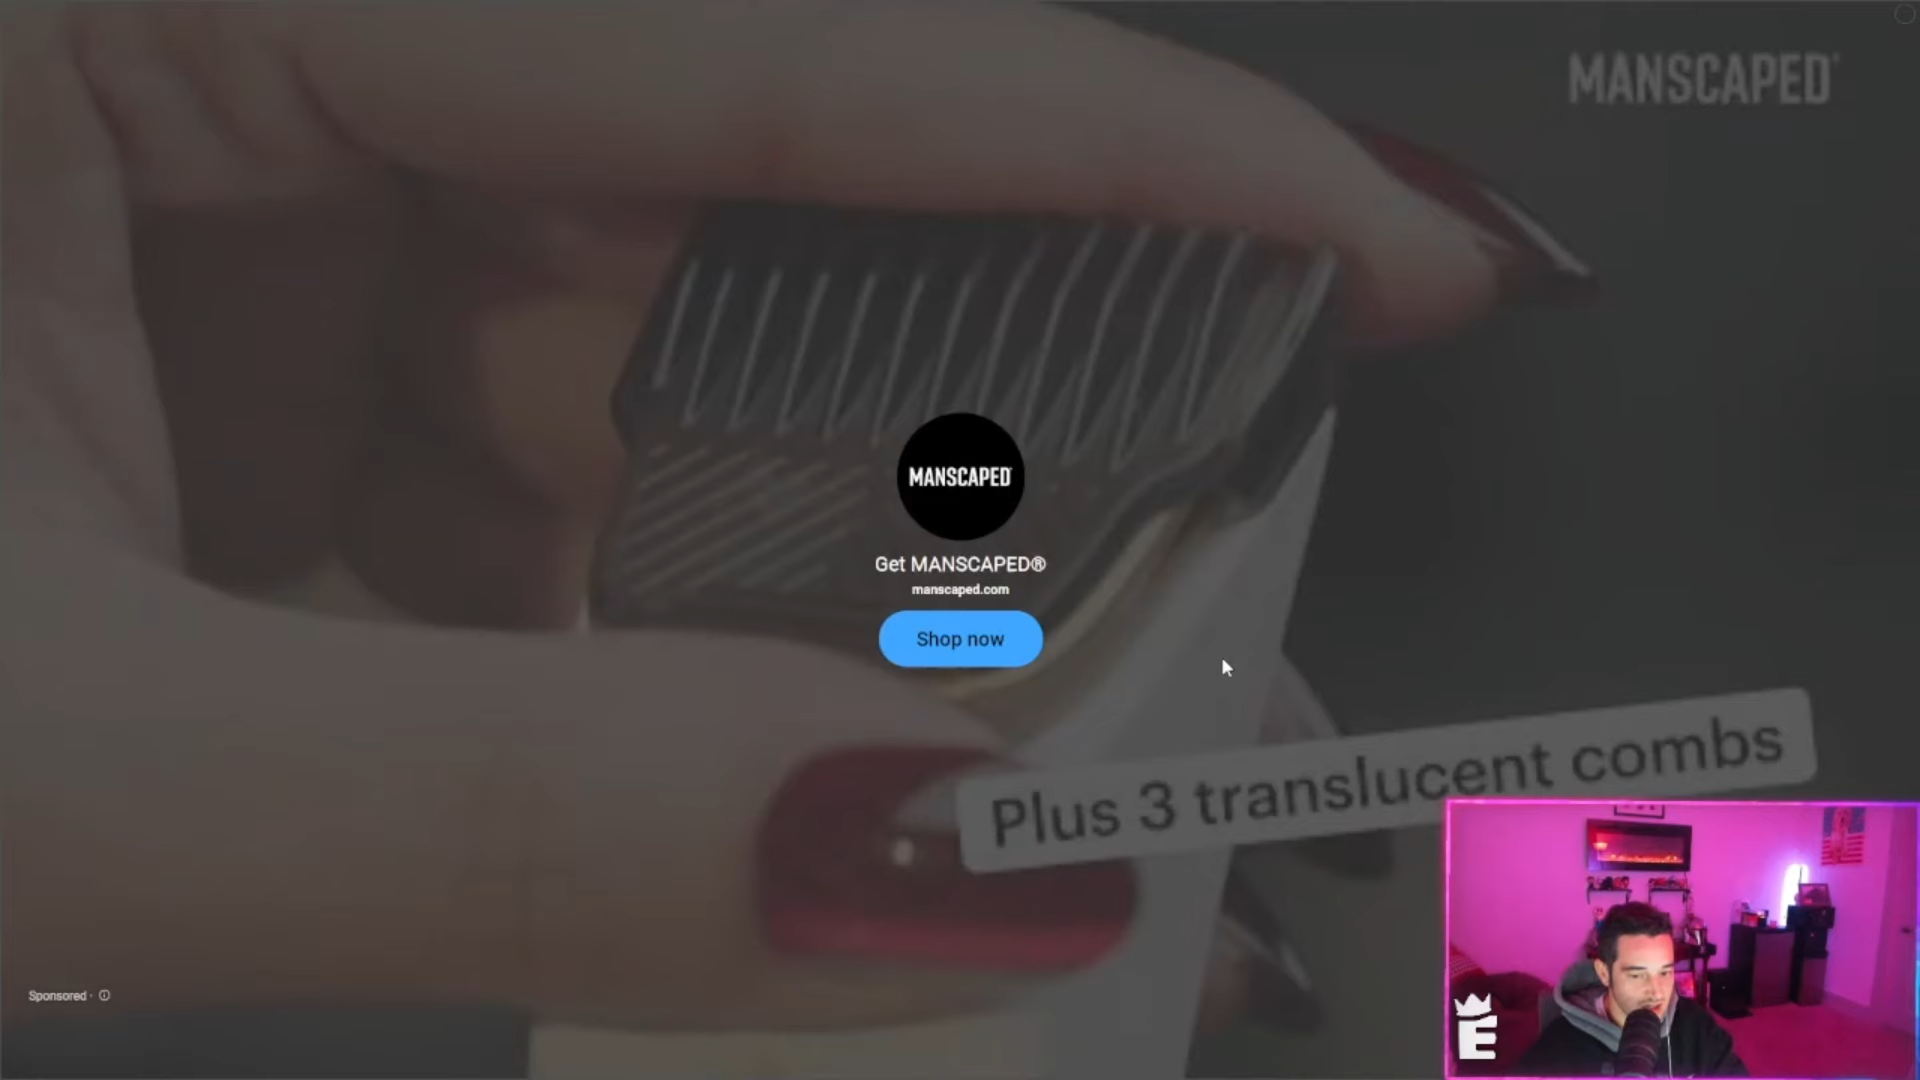 MANSCAPED®
MANSCAPED
Get MANSCAPED®
manscaped.com
Shop now
Plus 3 translucent combs
Sponsored ·
E